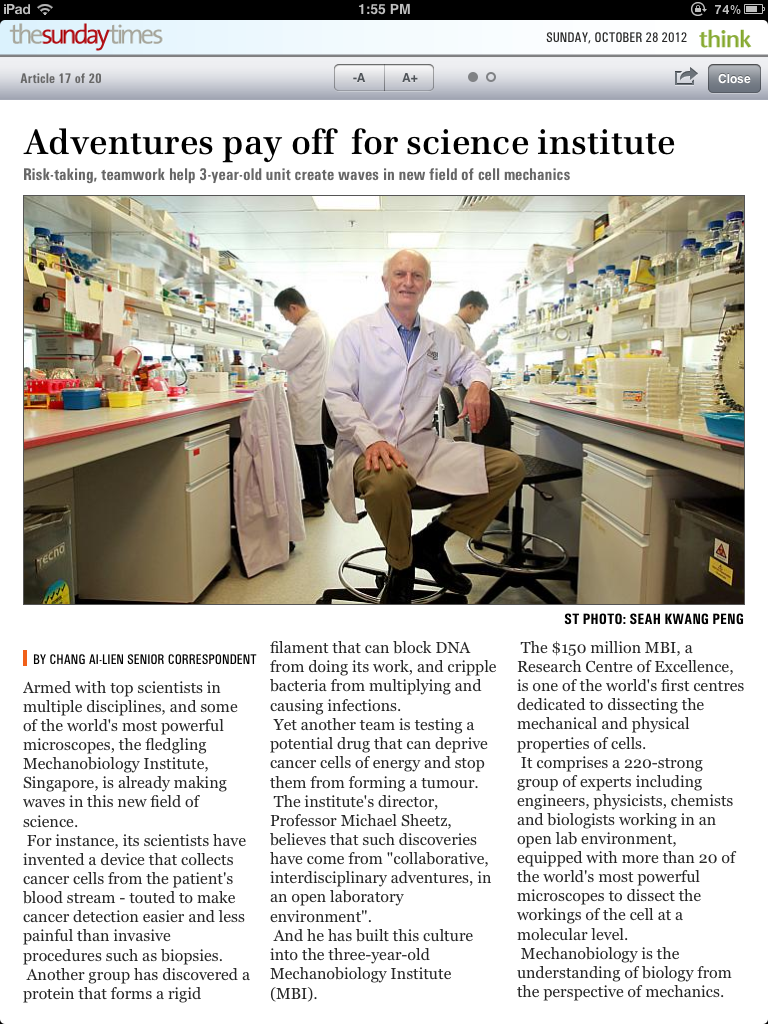 iPad
1:55 PM
74%
thesundaytimes
SUNDAY, OCTOBER 28 2012
think
Article 17 of 20
-A
A+
Close
Adventures pay off for science institute
Risk-taking, teamwork help 3-year-old unit create waves in new field of cell mechanics
ST PHOTO: SEAH KWANG PENG
BY CHANG AI-LIEN SENIOR CORRESPONDENT
Armed with top scientists in
multiple disciplines, and some
of the world's most powerful
microscopes, the fledgling
Mechanobiology Institute,
Singapore, is already making
waves in this new field of
science.
For instance, its scientists have
invented a device that collects
cancer cells from the patient's
blood stream - touted to make
cancer detection easier and less
painful than invasive
procedures such as biopsies.
Another group has discovered a
protein that forms a rigid
filament that can block DNA
from doing its work, and cripple
bacteria from multiplying and
causing infections.
Yet another team is testing a
potential drug that can deprive
cancer cells of energy and stop
them from forming a tumour.
The institute's director,
Professor Michael Sheetz,
believes that such discoveries
have come from "collaborative,
interdisciplinary adventures, in
an open laboratory
environment".
And he has built this culture
into the three-year-old
Mechanobiology Institute
(MBI).
The $150 million MBI, a
Research Centre of Excellence,
is one of the world's first centres
dedicated to dissecting the
mechanical and physical
properties of cells.
It comprises a 220-strong
group of experts including
engineers, physicists, chemists
and biologists working in an
open lab environment,
equipped with more than 20 of
the world's most powerful
microscopes to dissect the
workings of the cell at a
molecular level.
Mechanobiology is the
understanding of biology from
the perspective of mechanics.